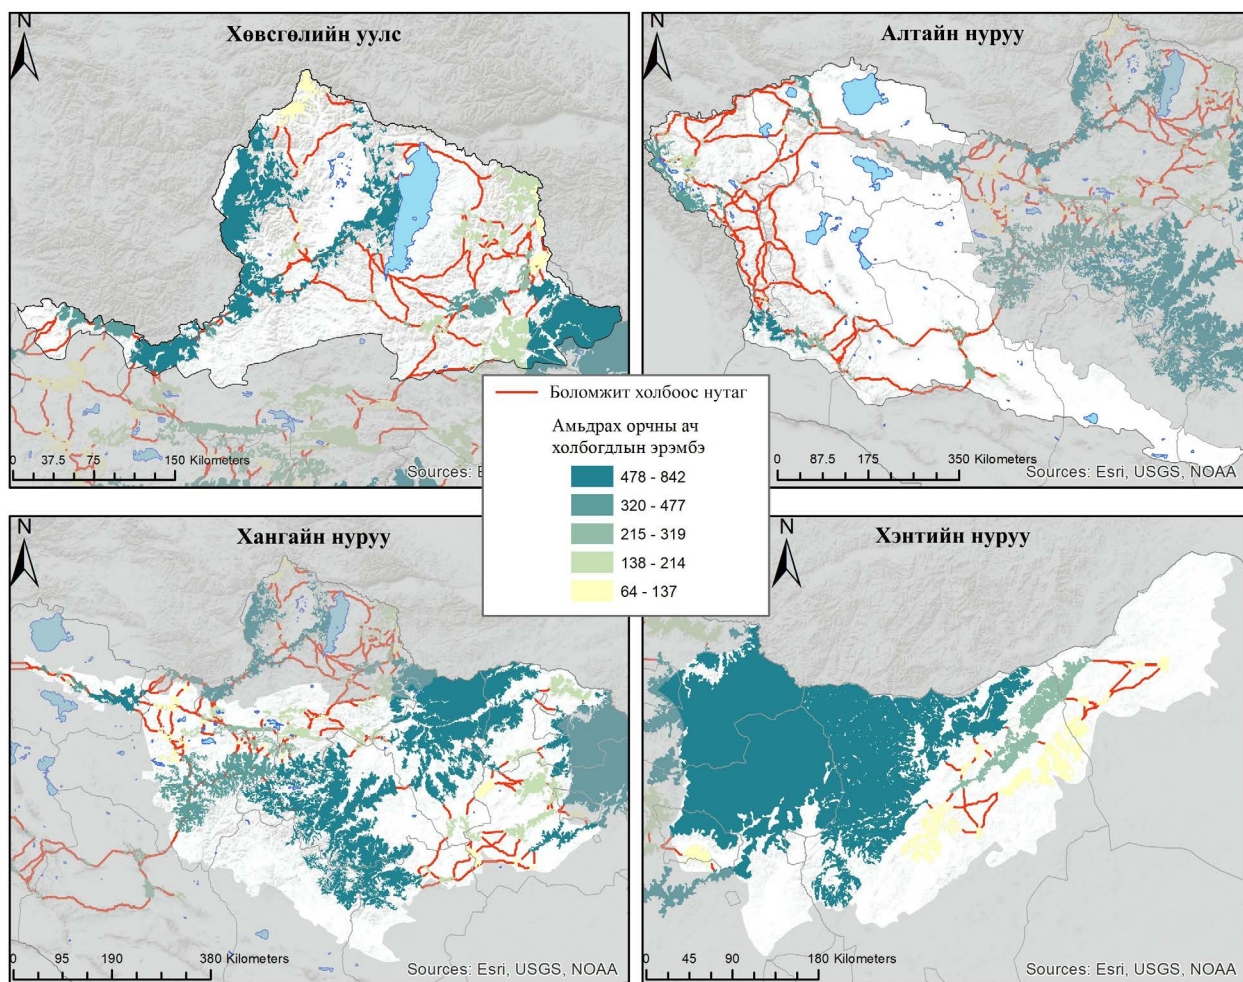 N
Хөвсгөлийн уулс
0 37.5 75 150 Kilometers
Sources: E
N
Алтайн нуруу
0 87.5 175 350 Kilometers
Sources: Esri, USGS, NOAA
Боломжит холбоос нутаг
Амьдрах орчны ач
холбогдлын эрэмбэ
478 - 842
320 - 477
215 - 319
138 - 214
64 - 137
N
Хангайн нуруу
0 95 190 380 Kilometers
Sources: Esri, USGS, NOAA
N
Хэнтийн нуруу
0 45 90 180 Kilometers
Sources: Esri, USGS, NOAA